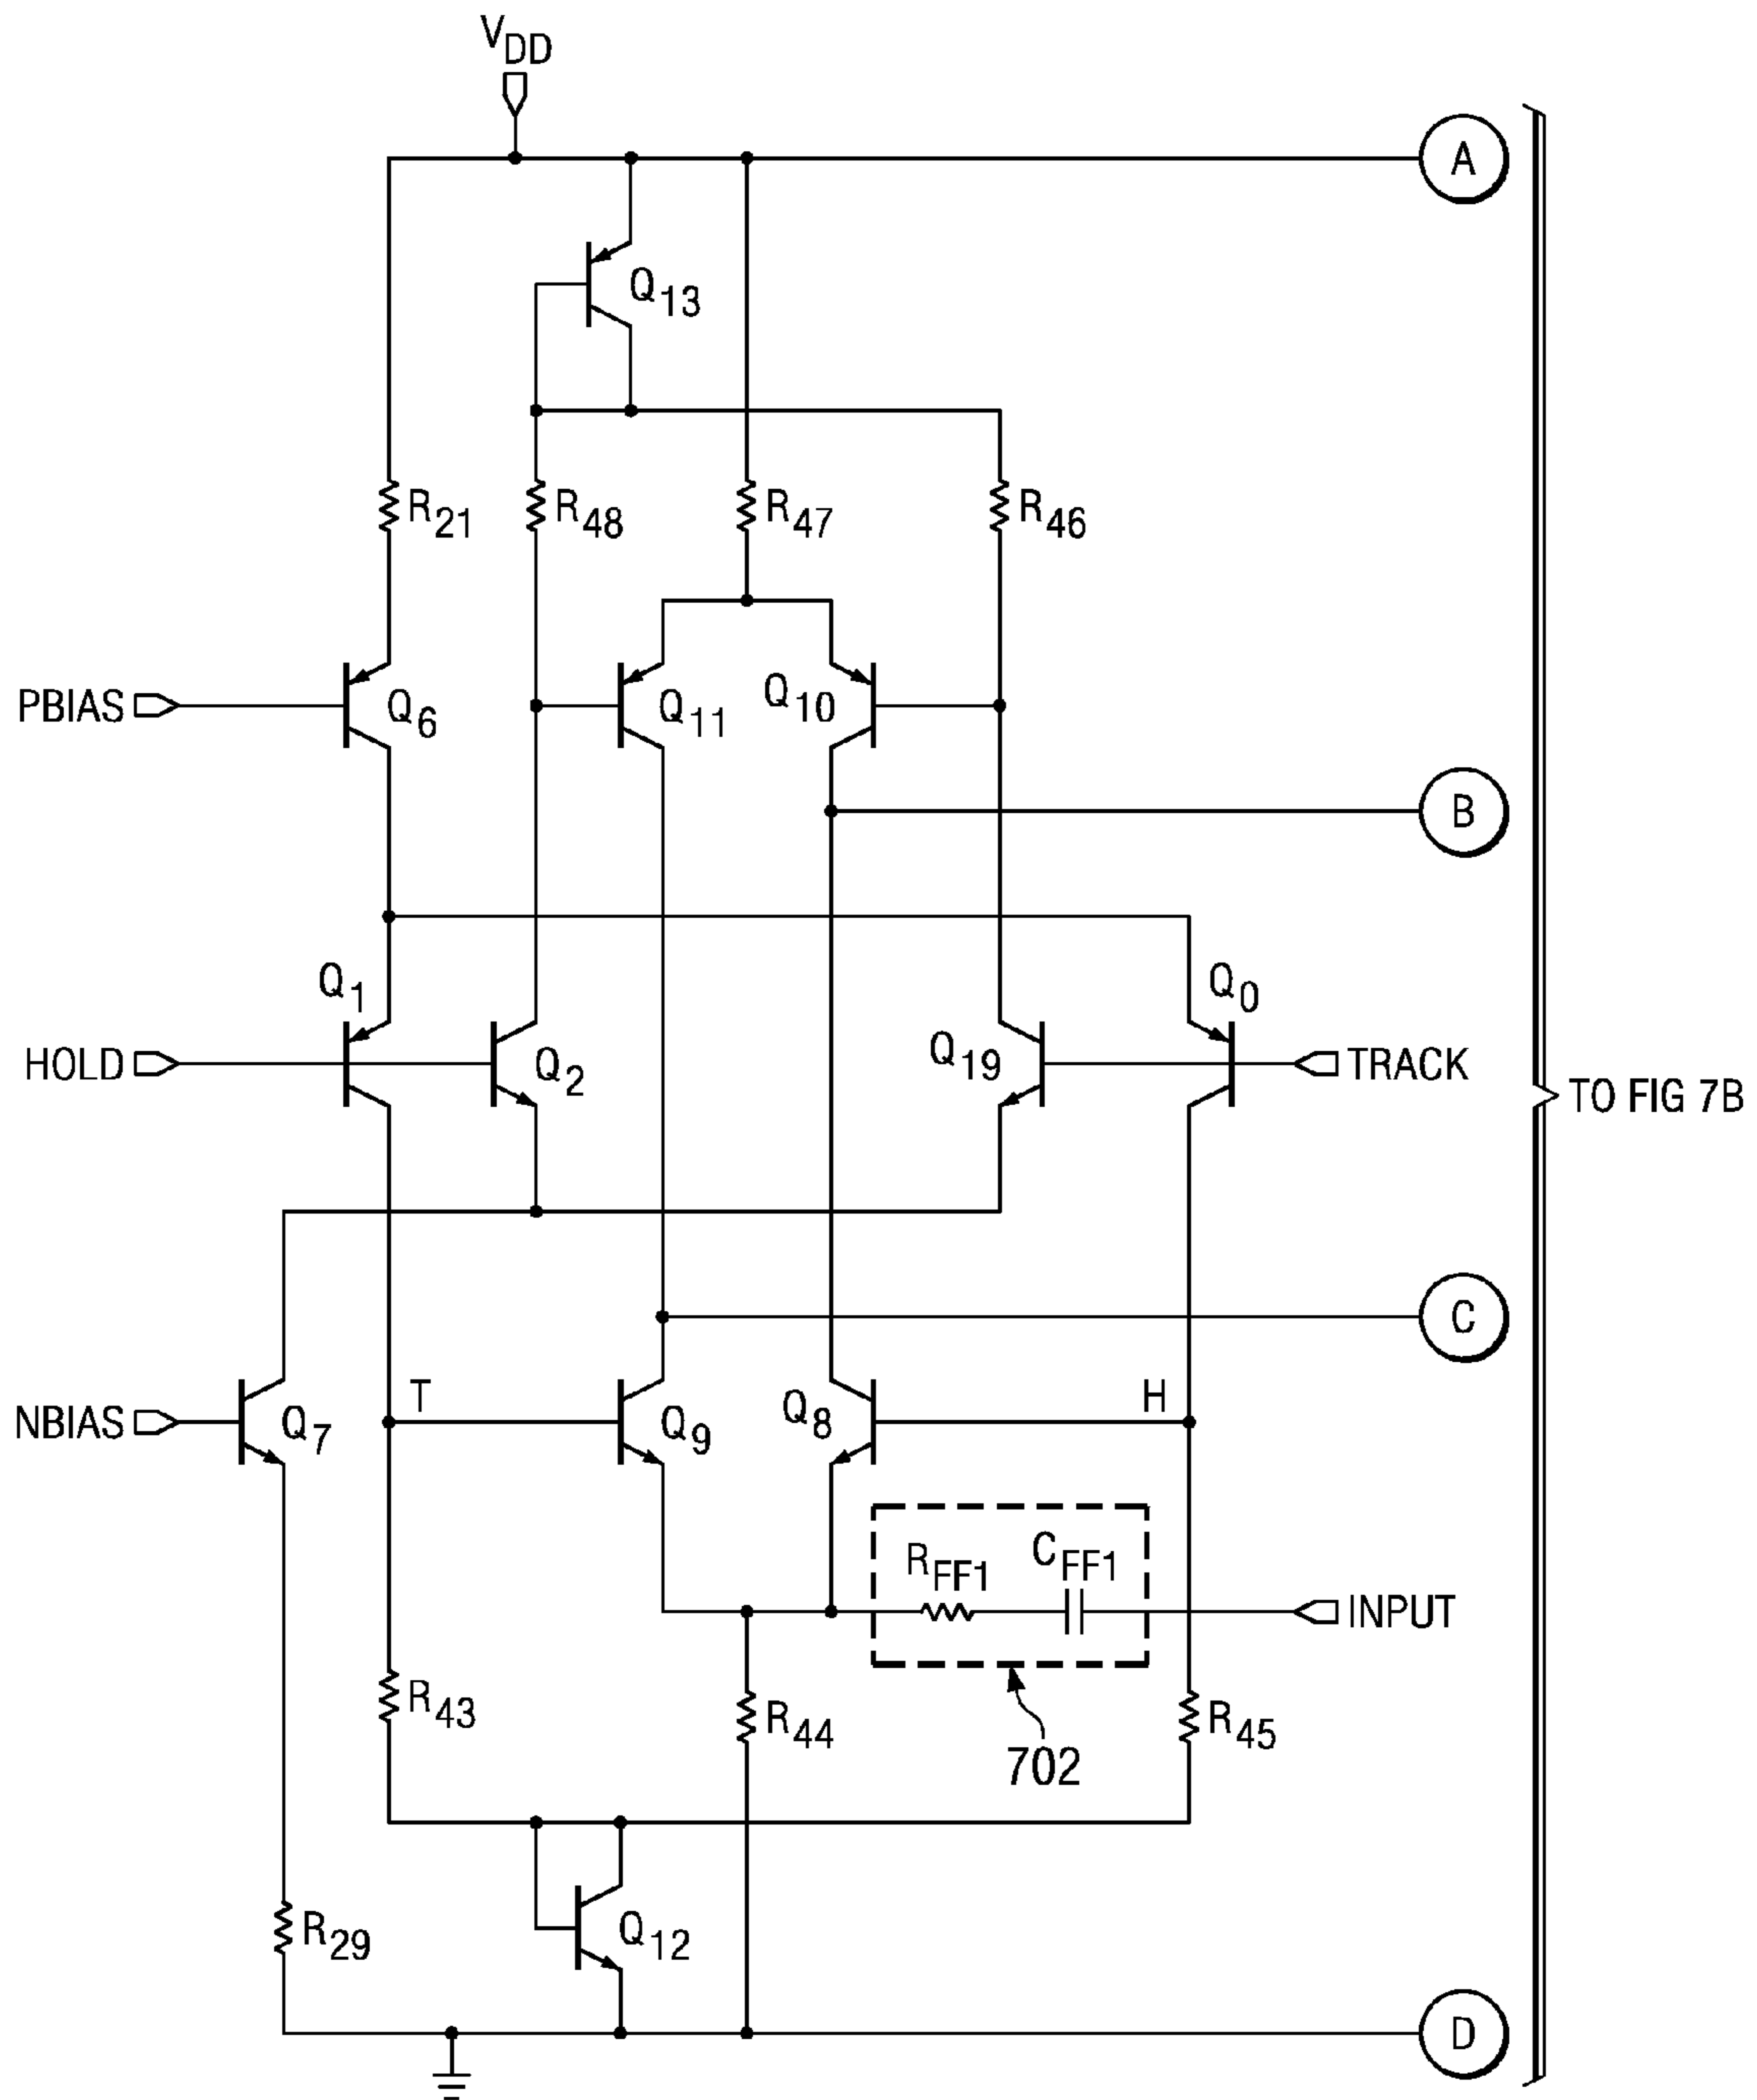 VDD
A
Q13
R21
R48
R47
R46
PBIAS
Q6
Q11
Q10
B
Q1
Q0
HOLD
Q2
Q19
TRACK
TO FIG 7B
C
NBIAS
Q7
T
Q9
Q8
H
RFF1
CFF1
INPUT
R43
R44
R45
702
R29
Q12
D